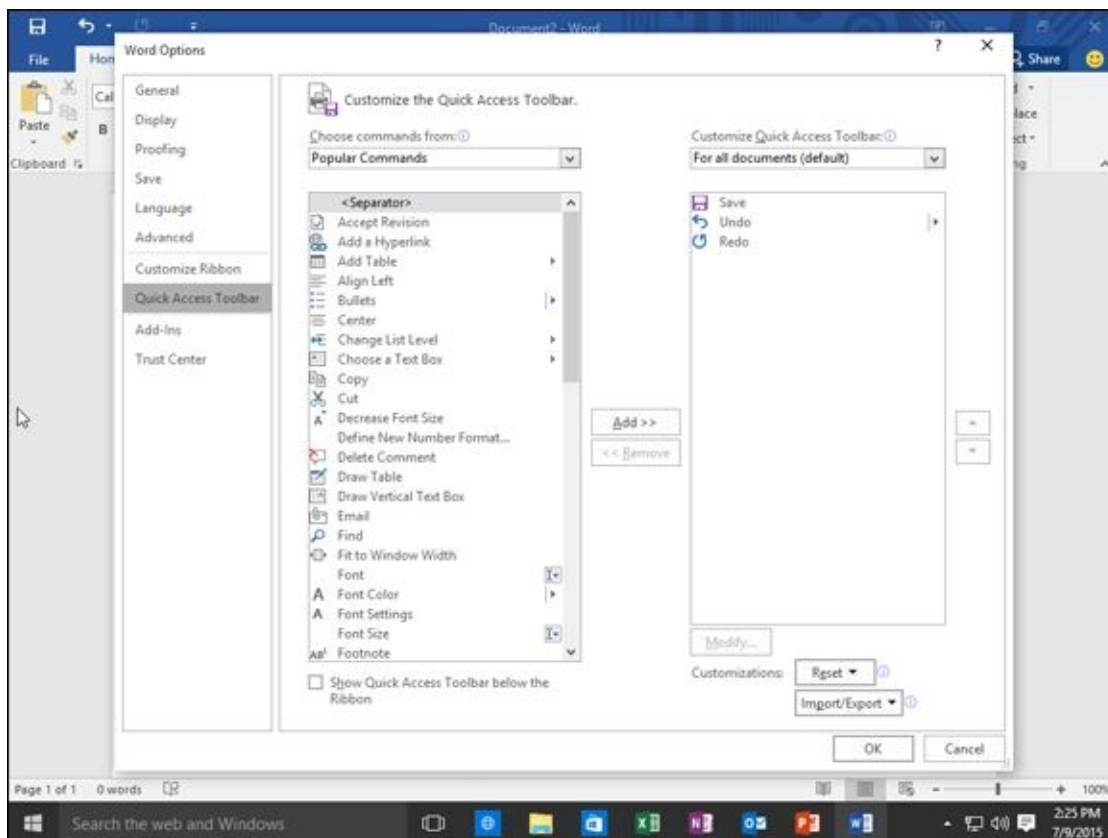 Document2 - Word
File
Share
Paste
Clipboard
B
Word Options
?
General
Display
Proofing
Save
Language
Advanced
Customize Ribbon
Quick Access Toolbar
Add-Ins
Trust Center
Customize the Quick Access Toolbar.
Choose commands from:
Popular Commands
<Separator>
Accept Revision
Add a Hyperlink
Add Table
Align Left
Bullets
Center
Change List Level
Choose a Text Box
Copy
Cut
Decrease Font Size
Define New Number Format...
Delete Comment
Draw Table
Draw Vertical Text Box
Email
Find
Fit to Window Width
Font
Font Color
Font Settings
Font Size
Footnote
Show Quick Access Toolbar below the
Ribbon
Add >>
<< Remove
Customize Quick Access Toolbar:
For all documents (default)
Save
Undo
Redo
Modify...
Customizations: Reset
Import/Export
OK Cancel
Page 1 of 1 0 words
100%
Search the web and Windows
2:25 PM
7/9/2015